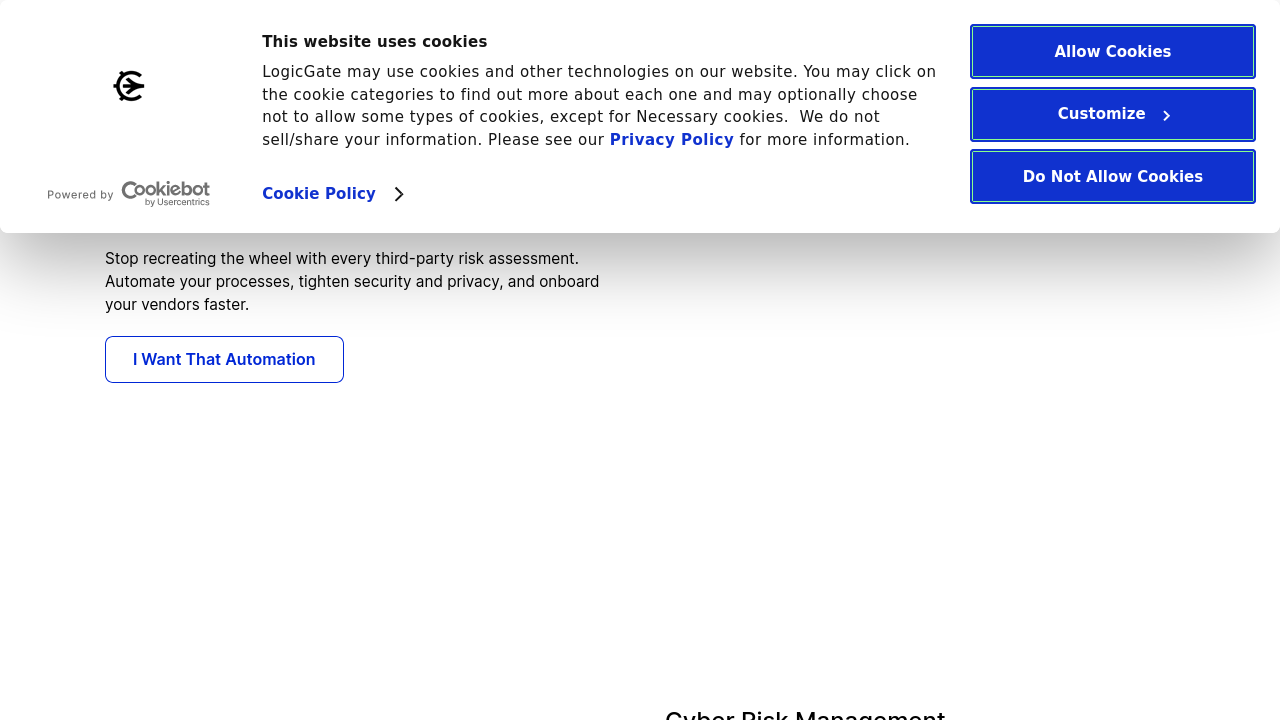 This website uses cookies
LogicGate may use cookies and other technologies on our website. You may click on
the cookie categories to find out more about each one and may optionally choose
not to allow some types of cookies, except for Necessary cookies.  We do not
sell/share your information. Please see our Privacy Policy for more information.
Powered by Cookiebot
by Usercentrics
Cookie Policy
Allow Cookies
Customize
Do Not Allow Cookies
Stop recreating the wheel with every third-party risk assessment.
Automate your processes, tighten security and privacy, and onboard
your vendors faster.
I Want That Automation
Cyber Risk Management